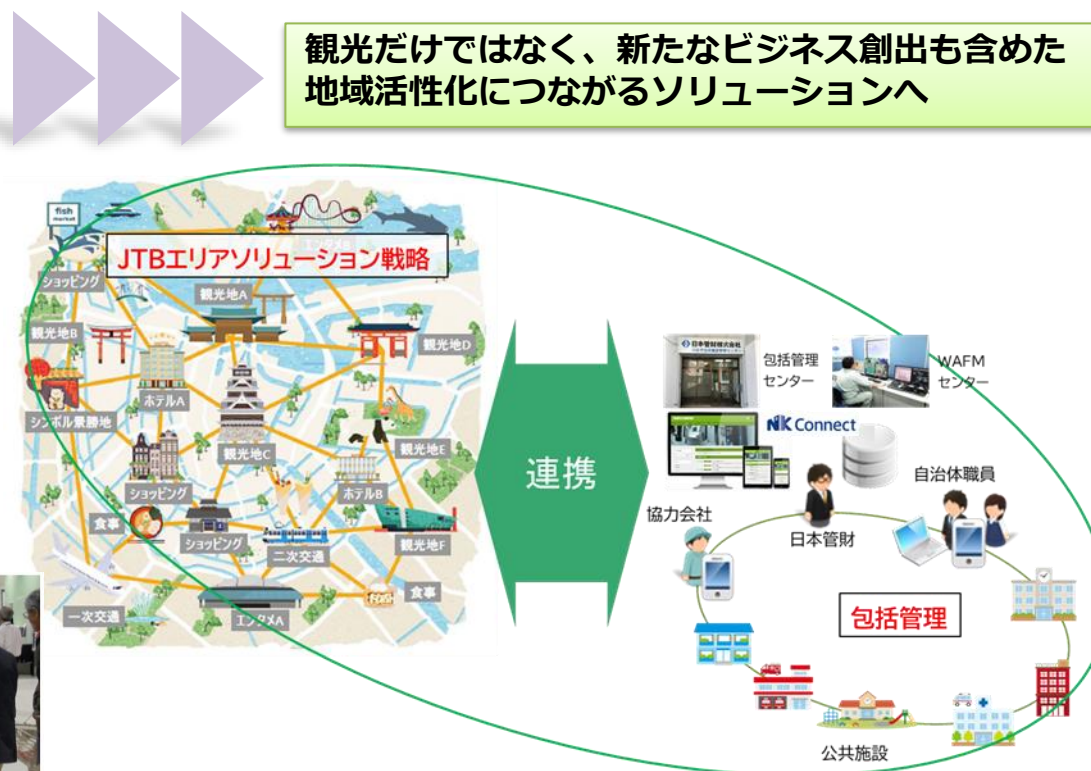 観光だけではなく、新たなビジネス創出も含めた
地域活性化につながるソリューションへ
fish
market
JTBエリアソリューション戦略
ショッピング
観光地A
観光地B
観光地D
ホテルA
シンボル景勝地
観光地C
観光地E
ショッピング
ホテルB
食事
ショッピング
二次交通
観光地F
食事
一次交通
エンタメA
連携
日本管財株式会社
包括管理
センター
WAFM
センター
NK Connect
自治体職員
協力会社
日本管財
包括管理
公共施設